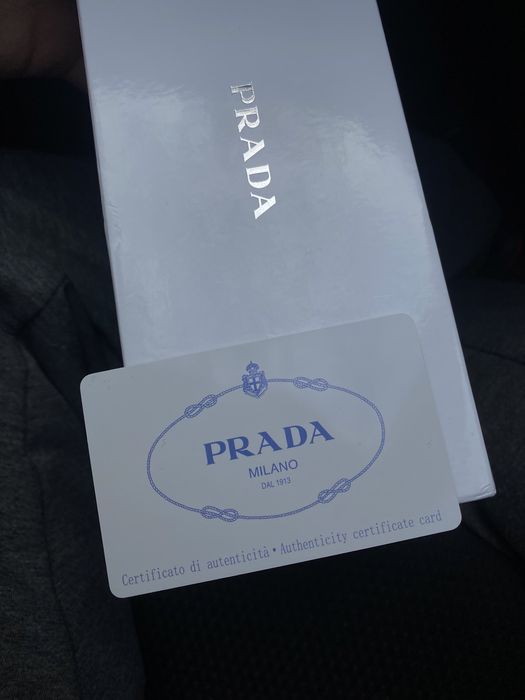 PRADA
PRADA
MILANO
DAL 1913
Certificato di autenticità • Authenticity certificate card